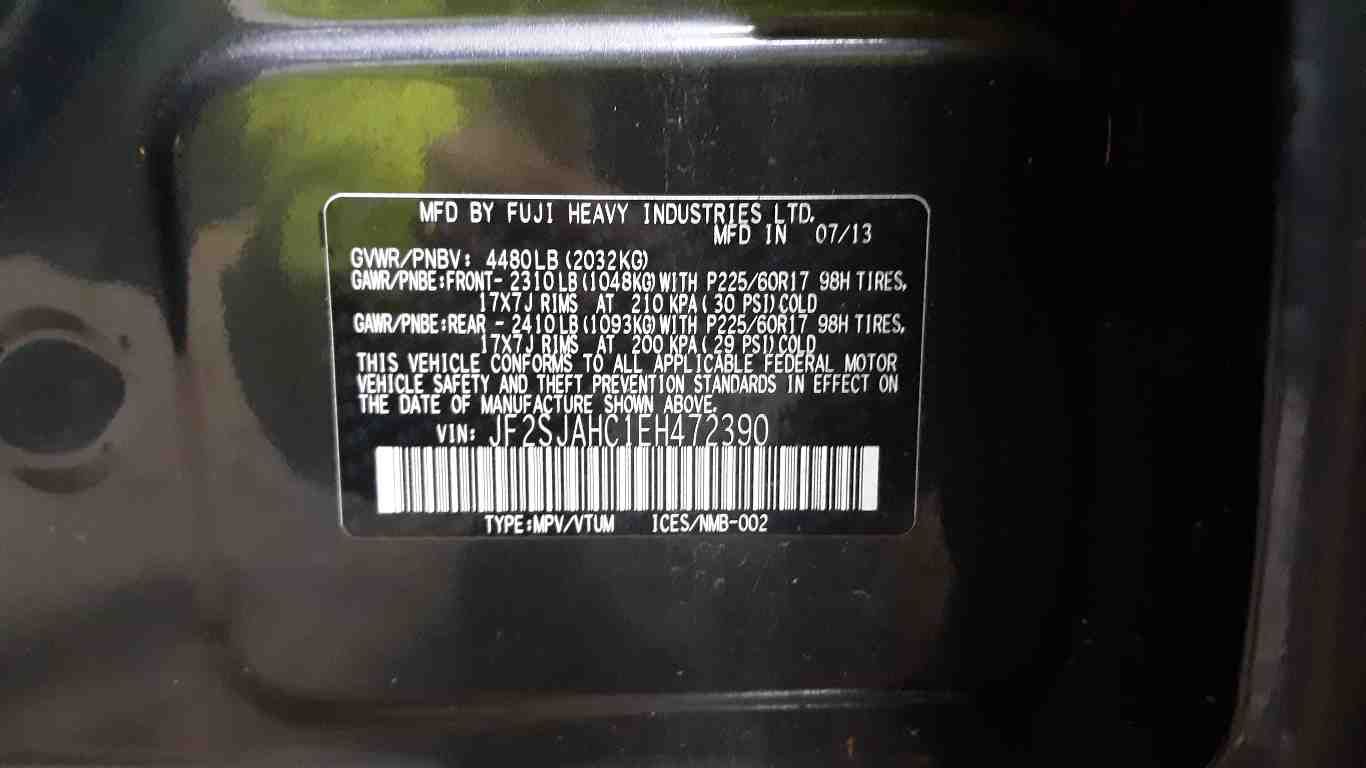 MFD BY FUJI HEAVY INDUSTRIES LTD.
MFD IN 07/13
GVWR/PNBV: 4480LB (2032KG)
GAWR/PNBE:FRONT- 2310 LB (1048KG) WITH P225/60R17 98H TIRES,
17X7J RIMS AT 210 KPA ( 30 PSI) COLD
GAWR/PNBE:REAR - 2410 LB (1093KG) WITH P225/60R17 98H TIRES,
17X7J RIMS AT 200 KPA ( 29 PSI) COLD
THIS VEHICLE CONFORMS TO ALL APPLICABLE FEDERAL MOTOR
VEHICLE SAFETY AND THEFT PREVENTION STANDARDS IN EFFECT ON
THE DATE OF MANUFACTURE SHOWN ABOVE.
VIN: JF2SJAHC1EH472390
TYPE:MPV/VTUM ICES/NMB-002